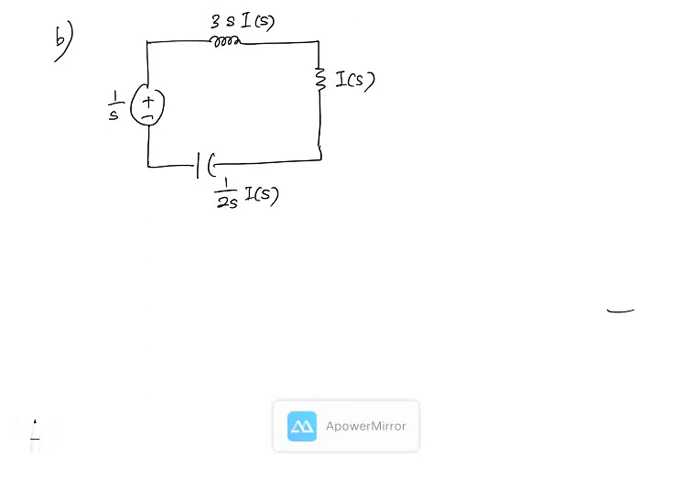 b)
3 s I(s)
I(s)
1/s
+
-
1/2s I(s)
ApowerMirror